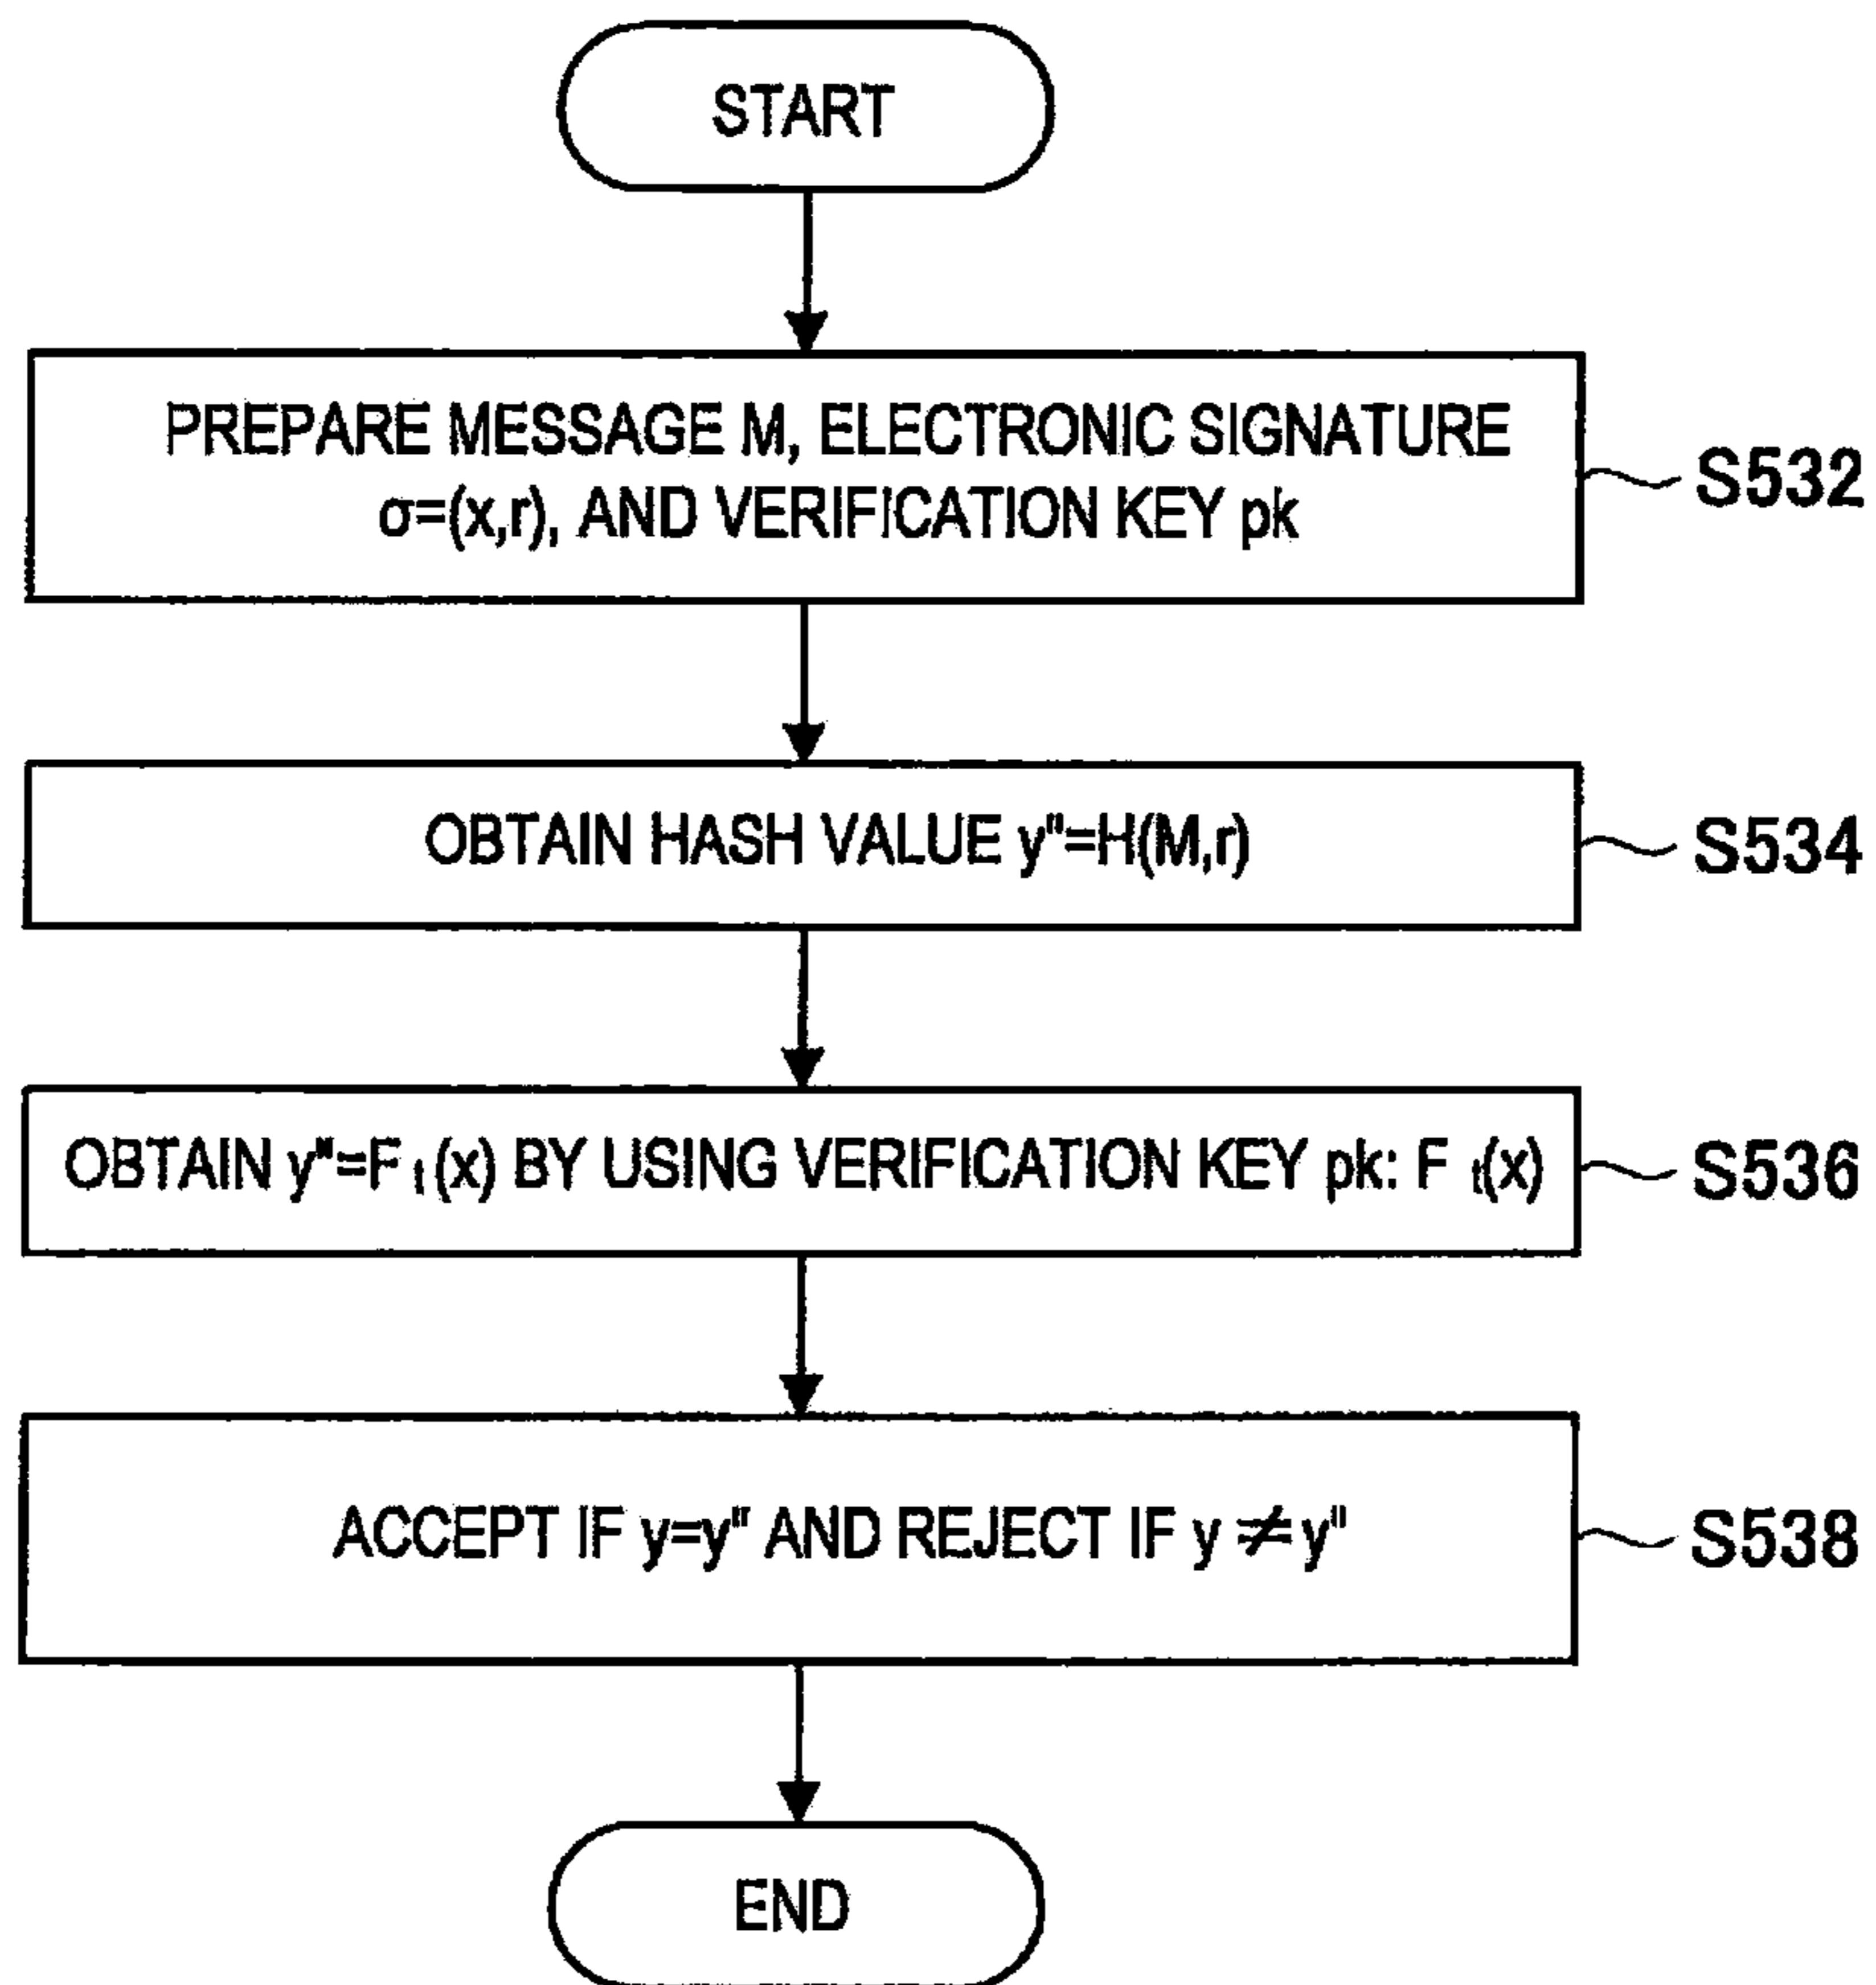 START
PREPARE MESSAGE M, ELECTRONIC SIGNATURE
σ=(x,r), AND VERIFICATION KEY pk
S532
OBTAIN HASH VALUE y"=H(M,r)
S534
OBTAIN y"=F t (x) BY USING VERIFICATION KEY pk: F t(x)
S536
ACCEPT IF y=y" AND REJECT IF y ≠ y"
S538
END